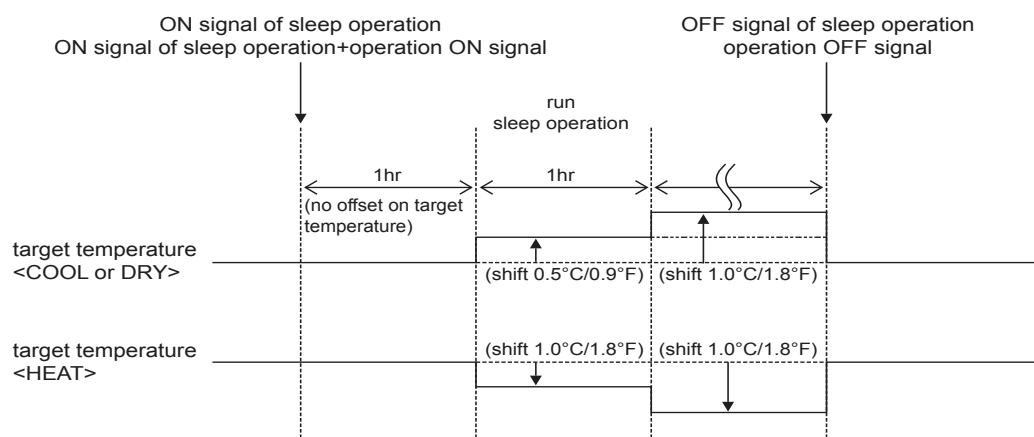 ON signal of sleep operation
ON signal of sleep operation+operation ON signal
OFF signal of sleep operation
operation OFF signal
run
sleep operation
1hr
1hr
(no offset on target
temperature)
target temperature
<COOL or DRY>
(shift 0.5°C/0.9°F)
(shift 1.0°C/1.8°F)
target temperature
<HEAT>
(shift 1.0°C/1.8°F)
(shift 1.0°C/1.8°F)